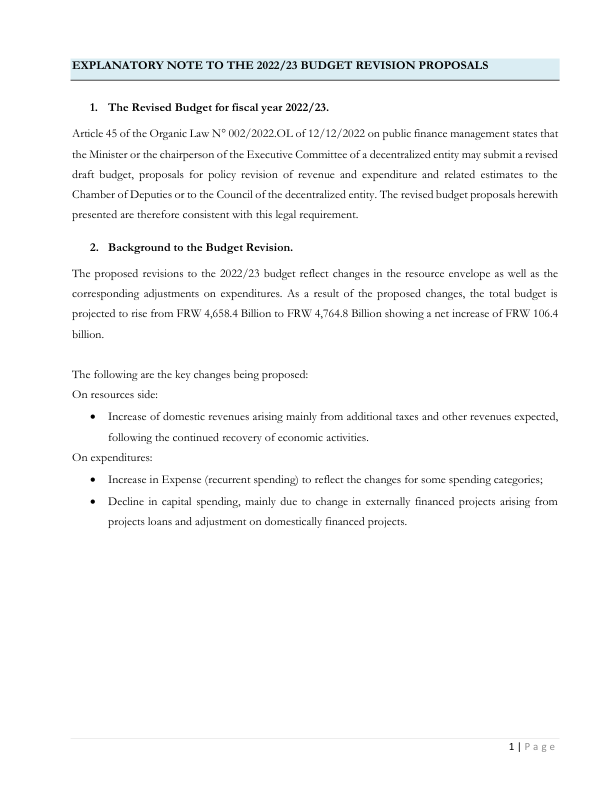 EXPLANATORY NOTE TO THE 2022/23 BUDGET REVISION PROPOSALS
1. The Revised Budget for fiscal year 2022/23.
Article 45 of the Organic Law N° 002/2022.OL of 12/12/2022 on public finance management states that
the Minister or the chairperson of the Executive Committee of a decentralized entity may submit a revised
draft budget, proposals for policy revision of revenue and expenditure and related estimates to the
Chamber of Deputies or to the Council of the decentralized entity. The revised budget proposals herewith
presented are therefore consistent with this legal requirement.
2. Background to the Budget Revision.
The proposed revisions to the 2022/23 budget reflect changes in the resource envelope as well as the
corresponding adjustments on expenditures. As a result of the proposed changes, the total budget is
projected to rise from FRW 4,658.4 Billion to FRW 4,764.8 Billion showing a net increase of FRW 106.4
billion.
The following are the key changes being proposed:
On resources side:
• Increase of domestic revenues arising mainly from additional taxes and other revenues expected,
following the continued recovery of economic activities.
On expenditures:
• Increase in Expense (recurrent spending) to reflect the changes for some spending categories;
• Decline in capital spending, mainly due to change in externally financed projects arising from
projects loans and adjustment on domestically financed projects.
1 | Page